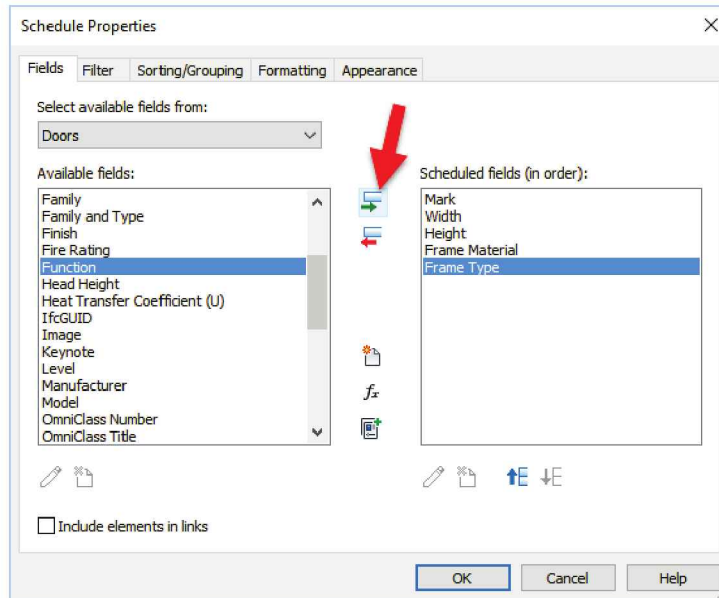 Schedule Properties
Fields Filter Sorting/Grouping Formatting Appearance
Select available fields from:
Doors
Available fields:
Family
Family and Type
Finish
Fire Rating
Function
Head Height
Heat Transfer Coefficient (U)
IfcGUID
Image
Keynote
Level
Manufacturer
Model
OmniClass Number
OmniClass Title
fx
Scheduled fields (in order):
Mark
Width
Height
Frame Material
Frame Type
Include elements in links
OK Cancel Help